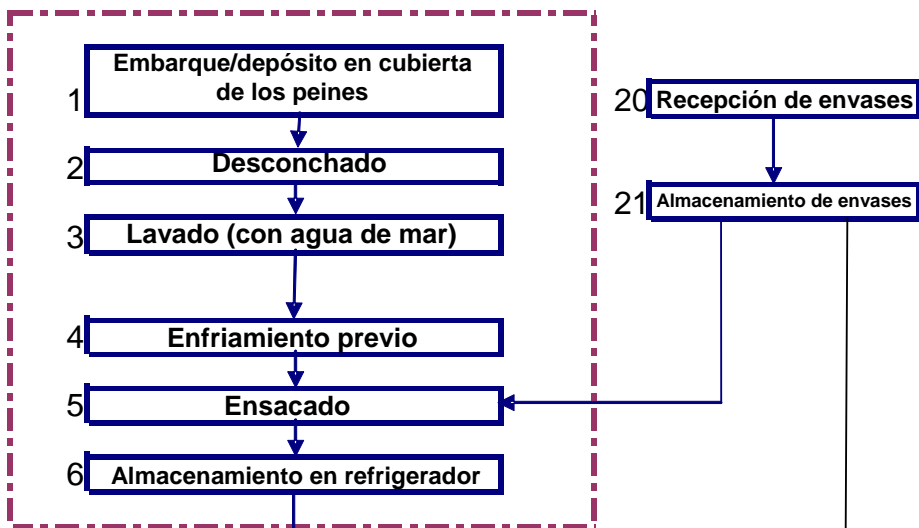 1
Embarque/depósito en cubierta
de los peines
2
Desconchado
3
Lavado (con agua de mar)
4
Enfriamiento previo
5
Ensacado
6
Almacenamiento en refrigerador
20
Recepción de envases
21
Almacenamiento de envases